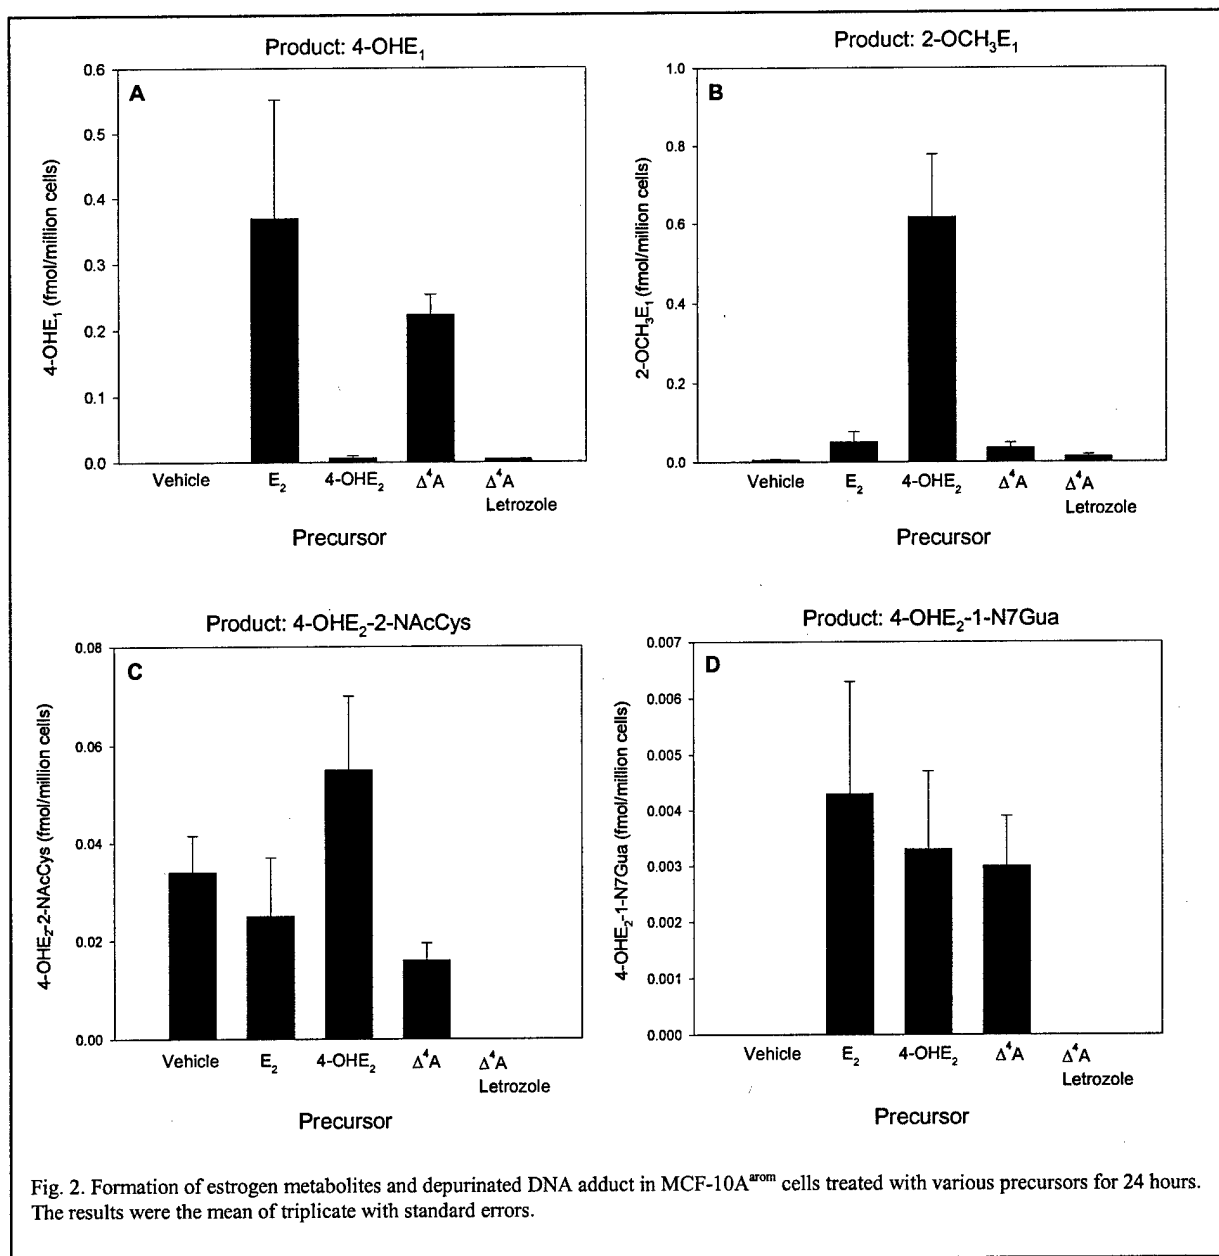 Product: 4-OHE₁
A
0.6
0.5
0.4
0.3
0.2
0.1
0.0
4-OHE₁ (fmol/million cells)
Vehicle E₂ 4-OHE₂ Δ⁴A Δ⁴A
Letrozole
Precursor
Product: 2-OCH₃E₁
B
1.0
0.8
0.6
0.4
0.2
0.0
2-OCH₃E₁ (fmol/million cells)
Vehicle E₂ 4-OHE₂ Δ⁴A Δ⁴A
Letrozole
Precursor
Product: 4-OHE₂-2-NAcCys
C
0.08
0.06
0.04
0.02
0.00
4-OHE₂-2-NAcCys (fmol/million cells)
Vehicle E₂ 4-OHE₂ Δ⁴A Δ⁴A
Letrozole
Precursor
Product: 4-OHE₂-1-N7Gua
D
0.007
0.006
0.005
0.004
0.003
0.002
0.001
0.000
4-OHE₂-1-N7Gua (fmol/million cells)
Vehicle E₂ 4-OHE₂ Δ⁴A Δ⁴A
Letrozole
Precursor
Fig. 2. Formation of estrogen metabolites and depurinated DNA adduct in MCF-10Aᵃʳᵒᵐ cells treated with various precursors for 24 hours.
The results were the mean of triplicate with standard errors.